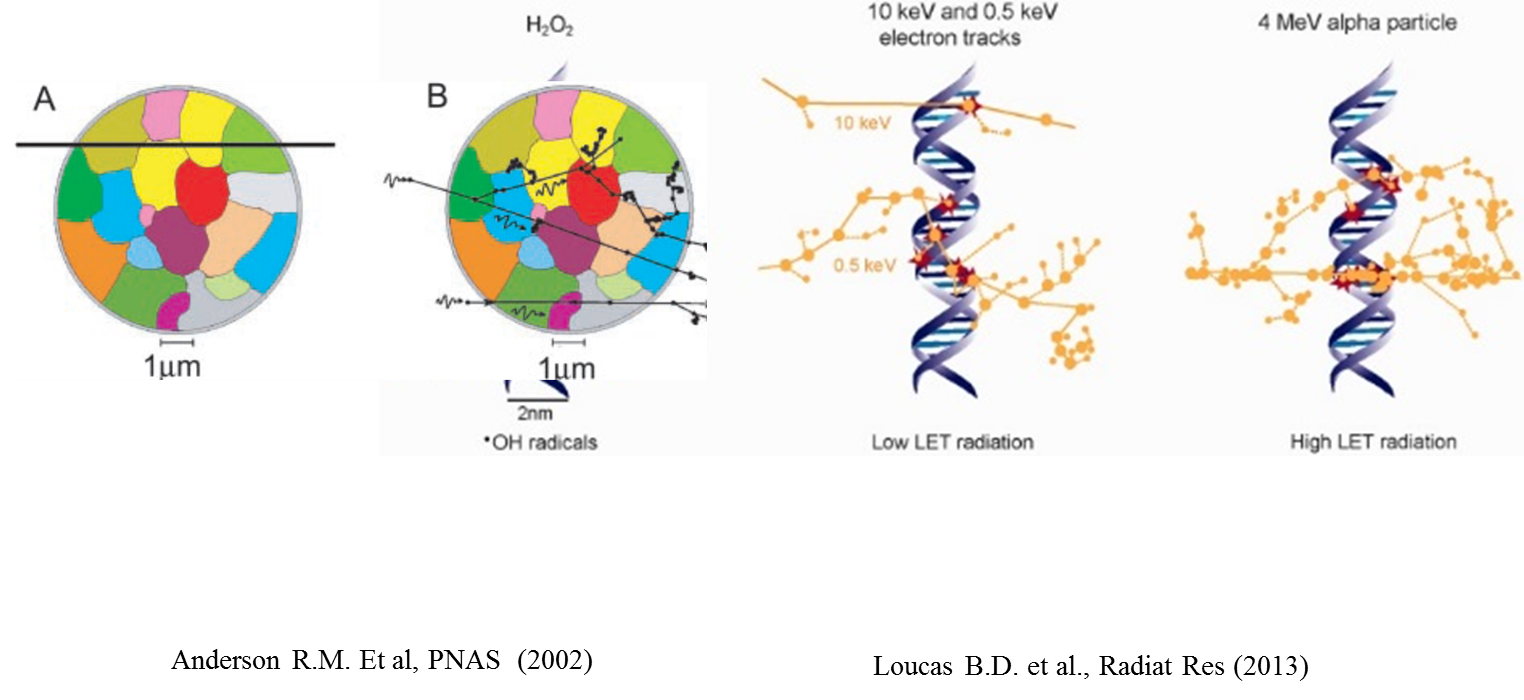 H₂O₂
10 keV and 0.5 keV
electron tracks
4 MeV alpha particle
A
B
10 keV
0.5 keV
1μm
1μm
2nm
•OH radicals
Low LET radiation
High LET radiation
Anderson R.M. Et al, PNAS (2002)
Loucas B.D. et al., Radiat Res (2013)